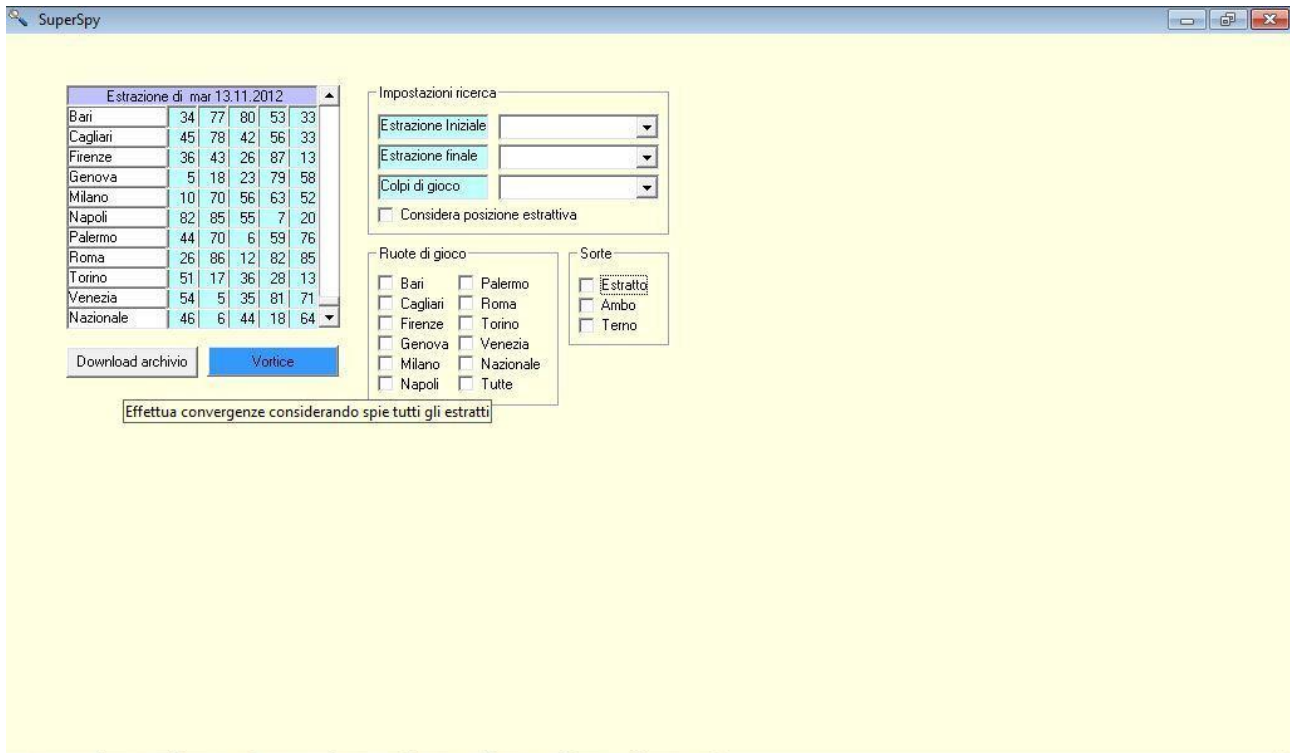 SuperSpy
Estrazione di mar 13.11.2012
Bari 34 77 80 53 33
Cagliari 45 78 42 56 33
Firenze 36 43 26 87 13
Genova 5 18 23 79 58
Milano 10 70 56 63 52
Napoli 82 85 55 7 20
Palermo 44 70 6 59 76
Roma 26 86 12 82 85
Torino 51 17 36 28 13
Venezia 54 5 35 81 71
Nazionale 46 6 44 18 64
Download archivio Vortice
Effettua convergenze considerando spie tutti gli estratti
Impostazioni ricerca
Estrazione Iniziale
Estrazione finale
Colpi di gioco
Considera posizione estrattiva
Ruote di gioco
Bari Palermo
Cagliari Roma
Firenze Torino
Genova Venezia
Milano Nazionale
Napoli Tutte
Sorte
Estratto
Ambo
Terno